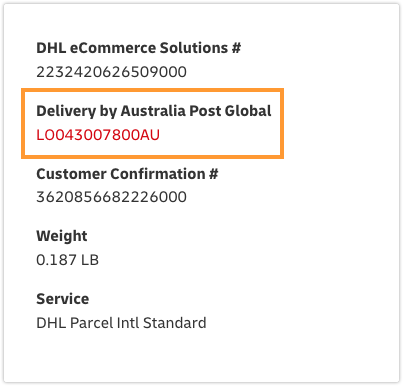 DHL eCommerce Solutions #
2232420626509000
Delivery by Australia Post Global
LO043007800AU
Customer Confirmation #
3620856682226000
Weight
0.187 LB
Service
DHL Parcel Intl Standard